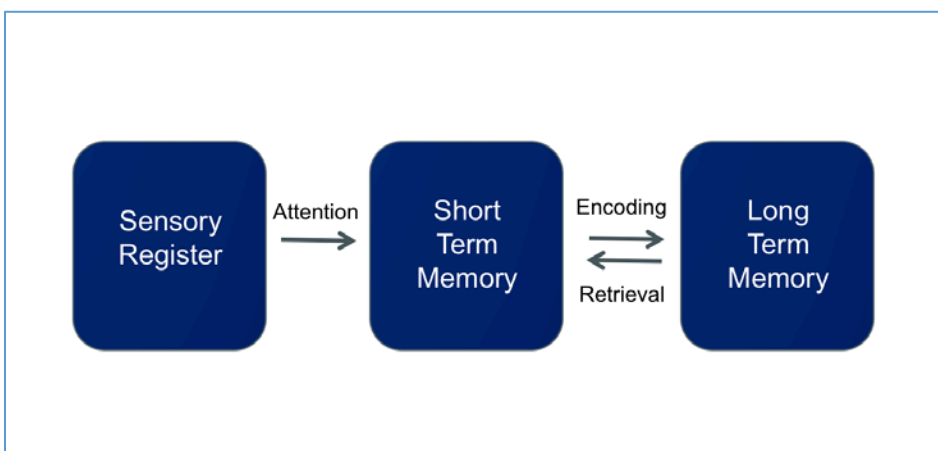 Sensory
Register
Attention
Short
Term
Memory
Encoding
Retrieval
Long
Term
Memory